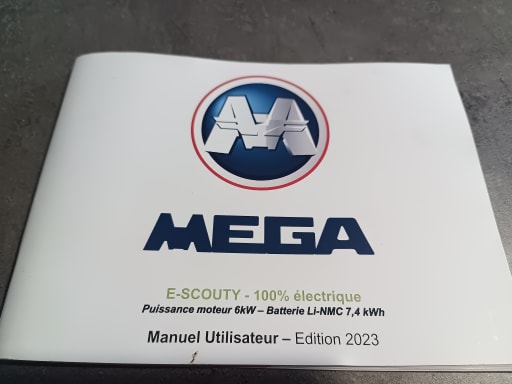 MEGA
E-SCOUTY - 100% électrique
Puissance moteur 6kW – Batterie Li-NMC 7,4 kWh
Manuel Utilisateur – Edition 2023